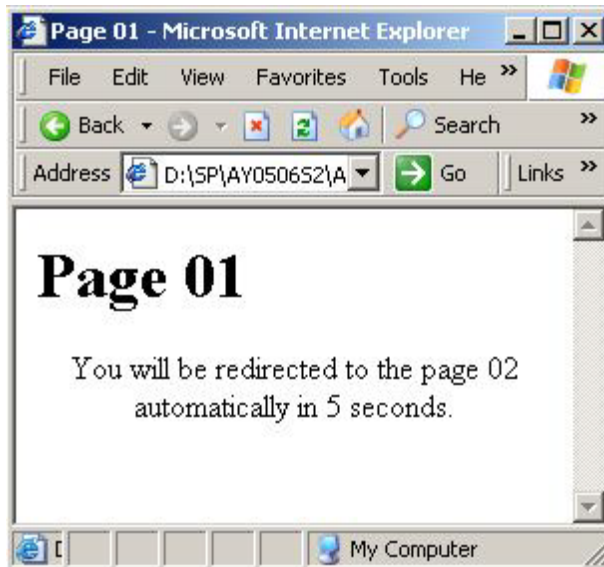 Page 01 - Microsoft Internet Explorer
File Edit View Favorites Tools He »
Back Search »
Address D:\SP\AY0506S2\A Go Links »
Page 01
You will be redirected to the page 02
automatically in 5 seconds.
My Computer